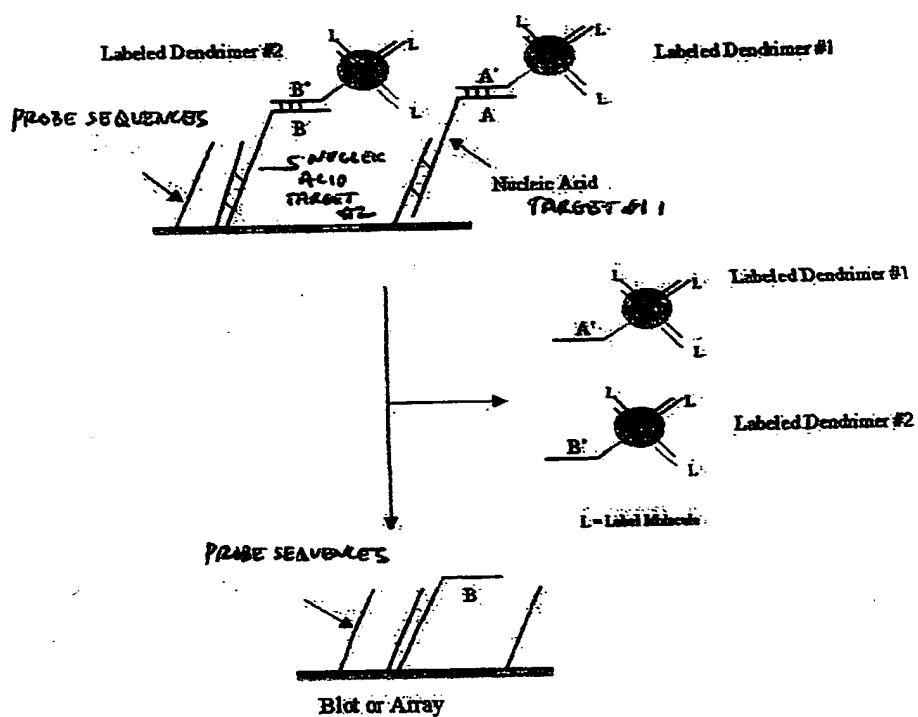 L
L
L
Labeled Dendrimer #2
Labeled Dendrimer #1
B'
A'
L
L
PROBE SEQUENCES
B
A
NUCLEIC
ACID
TARGET
#2
Nucleic Acid
TARGET #1
L
L
Labeled Dendrimer #1
A'
L
L
L
Labeled Dendrimer #2
B'
L
L = Label Molecule
PROBE SEQUENCES
B
Blot or Array